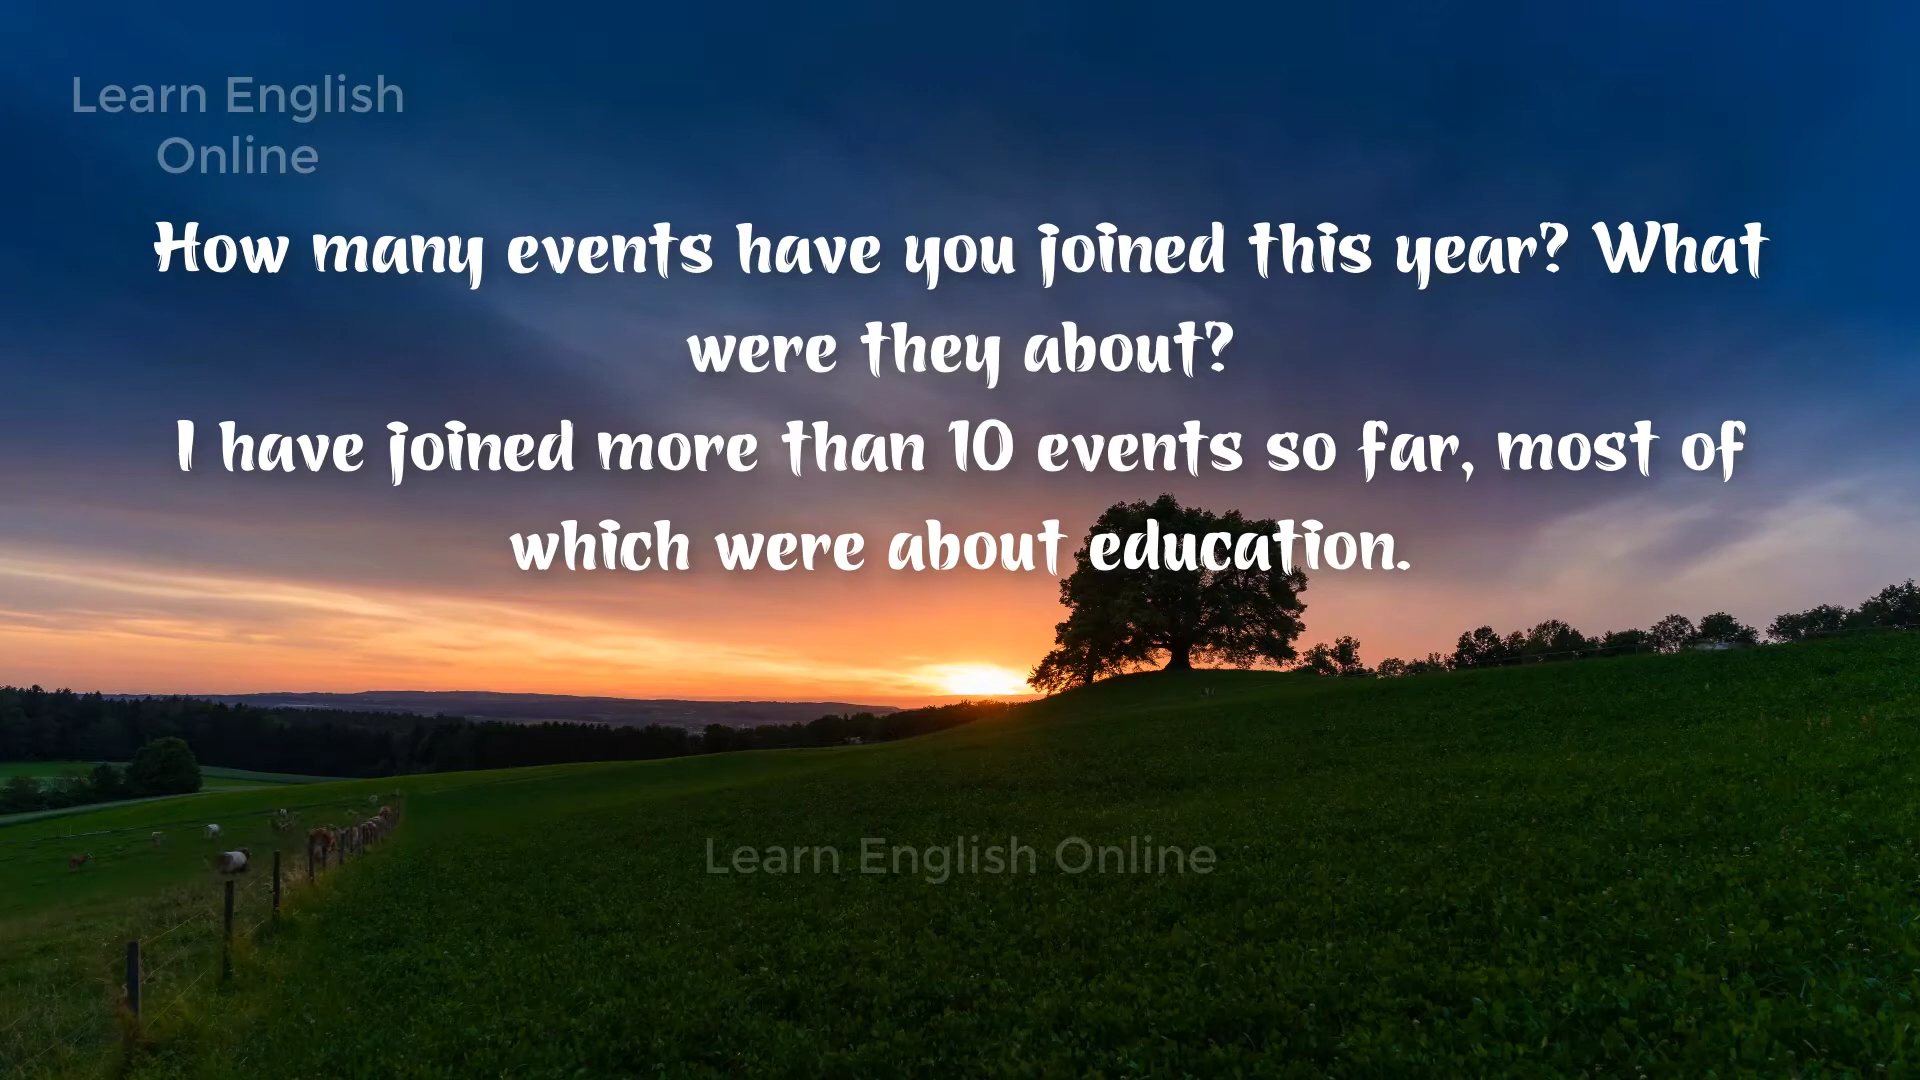 Learn English
Online
How many events have you joined this year? What
were they about?
I have joined more than 10 events so far, most of
which were about education.
Learn English Online